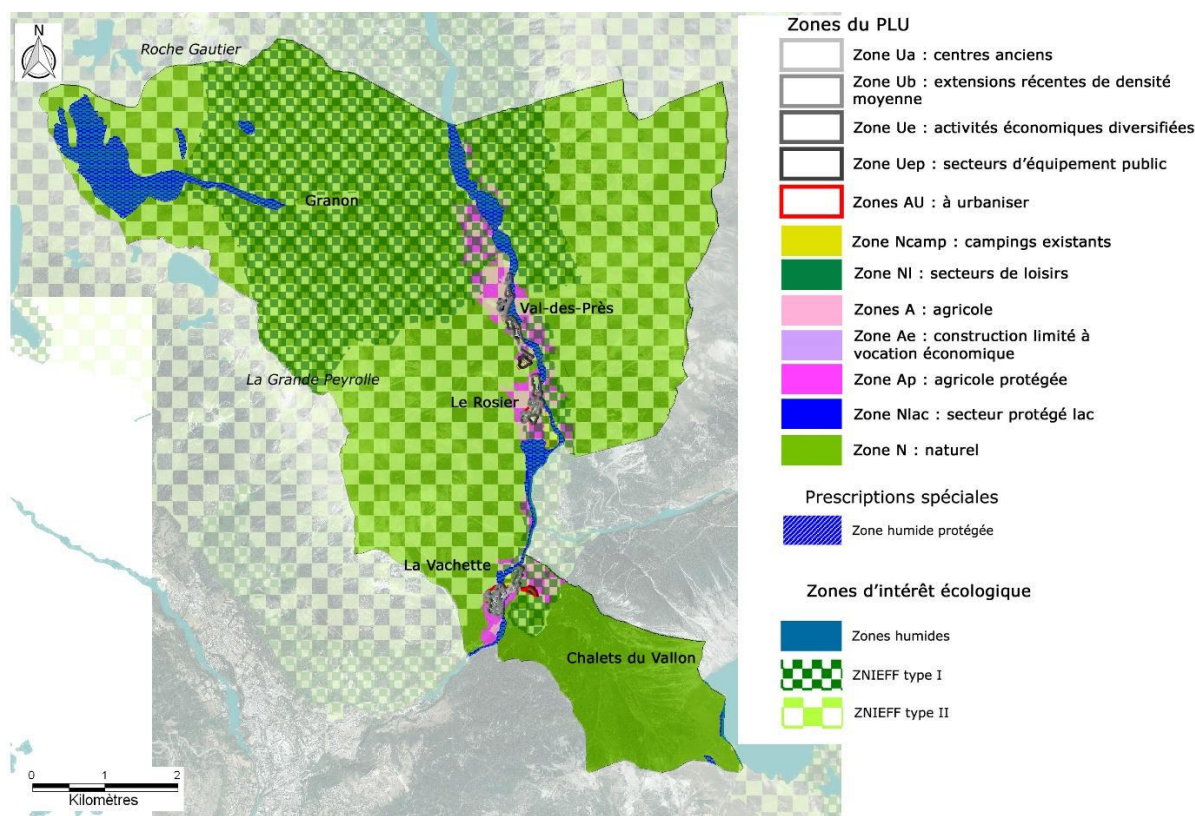 N
Roche Gautier
Granon
Val-des-Près
La Grande Peyrolle
Le Rosier
La Vachette
Chalets du Vallon
0 1 2
Kilomètres
Zones du PLU
Zone Ua : centres anciens
Zone Ub : extensions récentes de densité
moyenne
Zone Ue : activités économiques diversifiées
Zone Uep : secteurs d'équipement public
Zones AU : à urbaniser
Zone Ncamp : campings existants
Zone Nl : secteurs de loisirs
Zones A : agricole
Zone Ae : construction limité à
vocation économique
Zone Ap : agricole protégée
Zone Nlac : secteur protégé lac
Zone N : naturel
Prescriptions spéciales
Zone humide protégée
Zones d'intérêt écologique
Zones humides
ZNIEFF type I
ZNIEFF type II